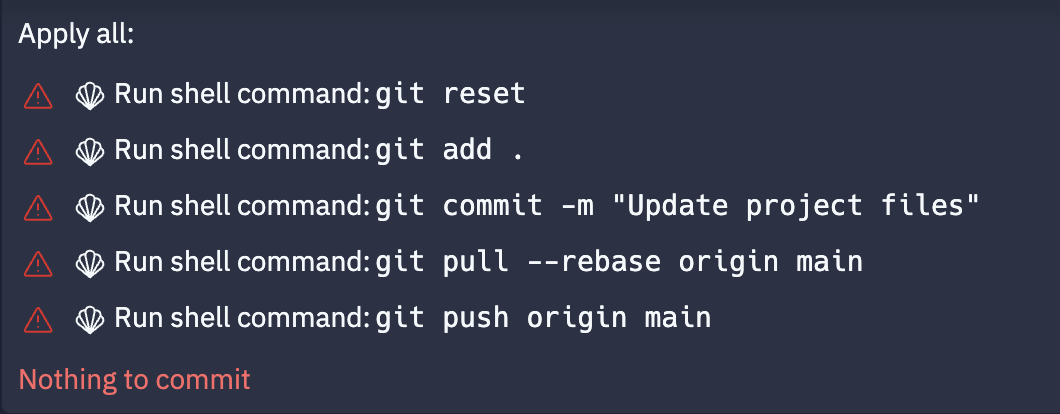 Apply all:
Run shell command: git reset
Run shell command: git add .
Run shell command: git commit -m "Update project files"
Run shell command: git pull --rebase origin main
Run shell command: git push origin main
Nothing to commit